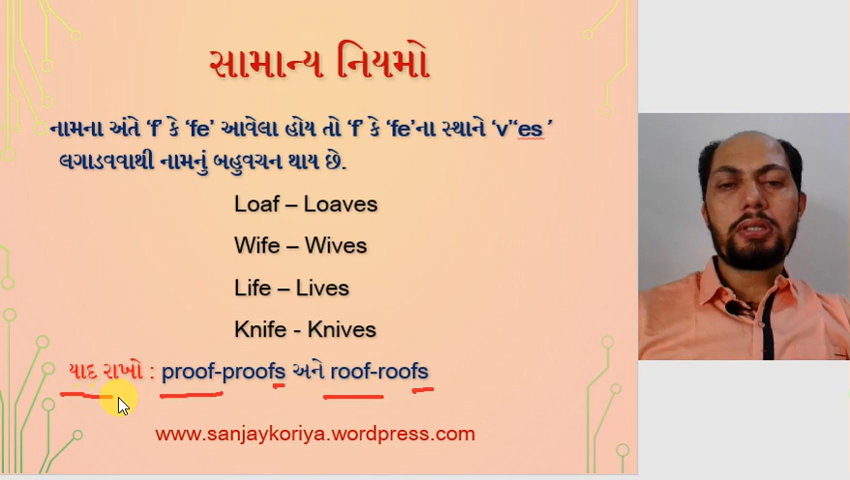 સામાન્ય નિયમો
નામના અંતે ‘f’ કે ‘fe’ આવેલા હોય તો ‘f’ કે ‘fe’ના સ્થાને ‘v’‘es ’
લગાડવવાથી નામનું બહુવચન થાય છે.
Loaf – Loaves
Wife – Wives
Life – Lives
Knife - Knives
યાદ રાખો : proof-proofs અને roof-roofs
www.sanjaykoriya.wordpress.com